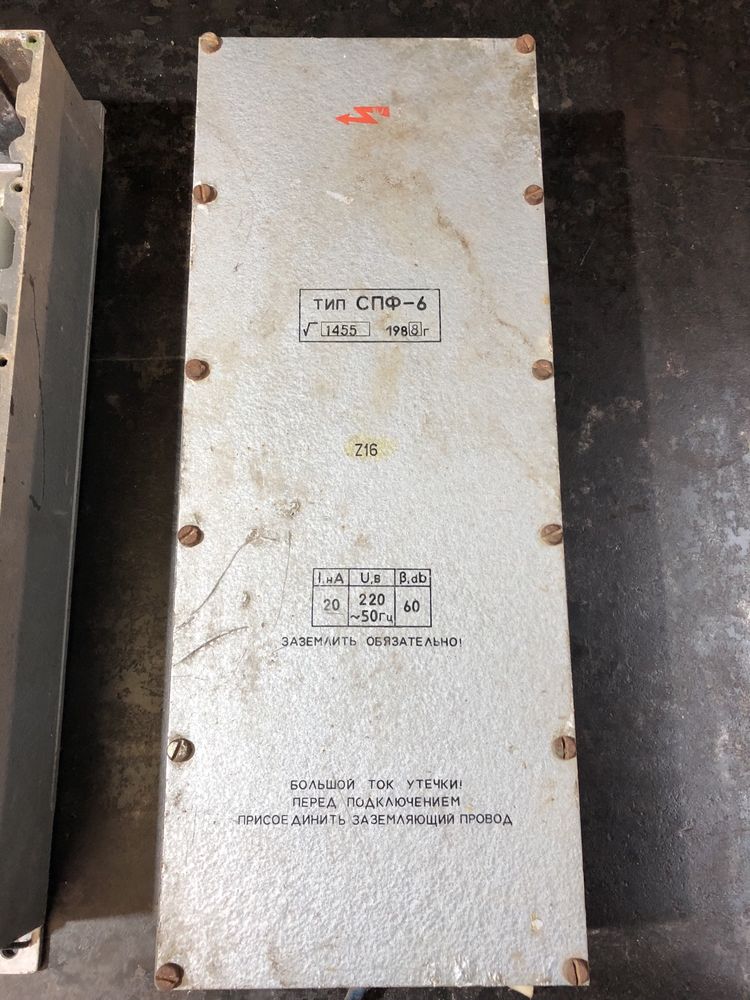 ТИП СПФ-6
√ 1455 1988г
Z16
I,нА U,в β,db
20 220 ~50Гц 60
ЗАЗЕМЛИТЬ ОБЯЗАТЕЛЬНО!
БОЛЬШОЙ ТОК УТЕЧКИ!
ПЕРЕД ПОДКЛЮЧЕНИЕМ
ПРИСОЕДИНИТЬ ЗАЗЕМЛЯЮЩИЙ ПРОВОД